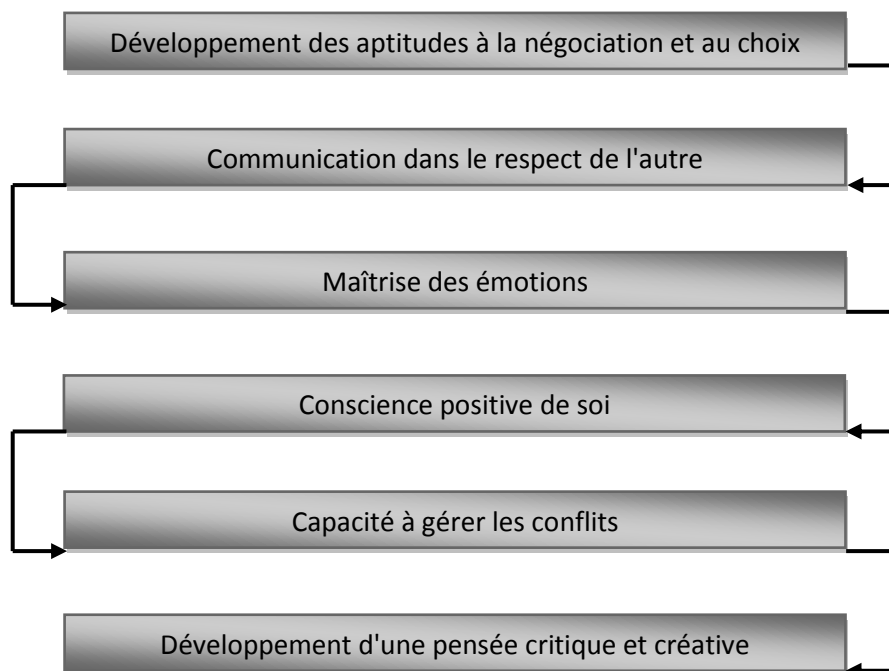 Développement des aptitudes à la négociation et au choix
Communication dans le respect de l'autre
Maîtrise des émotions
Conscience positive de soi
Capacité à gérer les conflits
Développement d'une pensée critique et créative